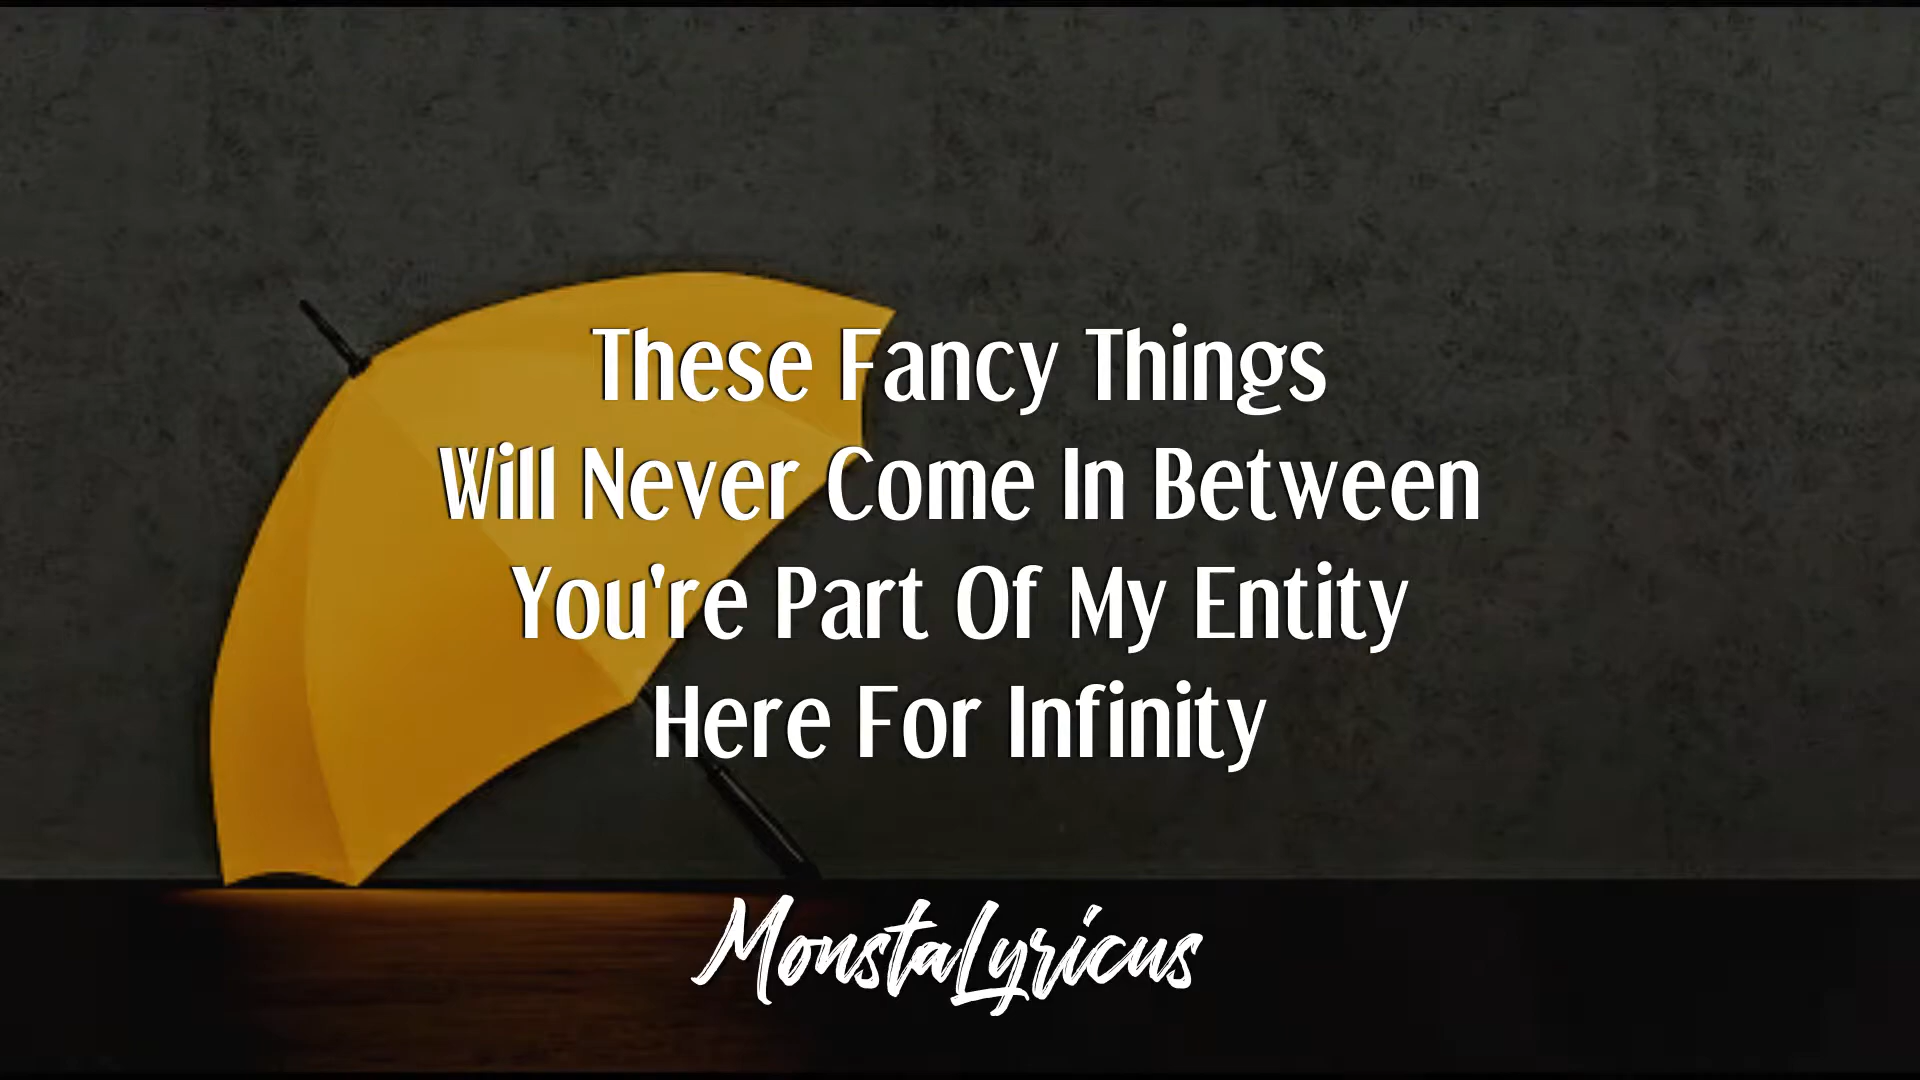 These Fancy Things
Will Never Come In Between
You're Part Of My Entity
Here For Infinity
MonstaLyricus